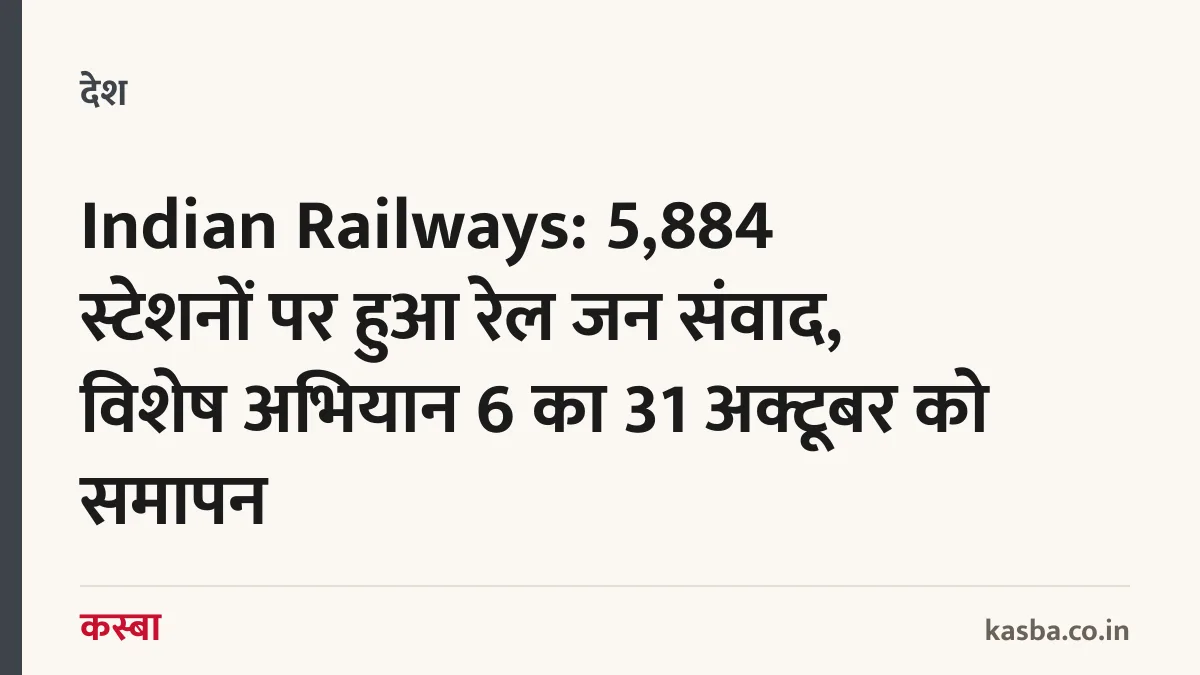 देश
Indian Railways: 5,884
स्टेशनों पर हुआ रेल जन संवाद,
विशेष अभियान 6 का 31 अक्टूबर को
समापन
कस्बा
kasba.co.in